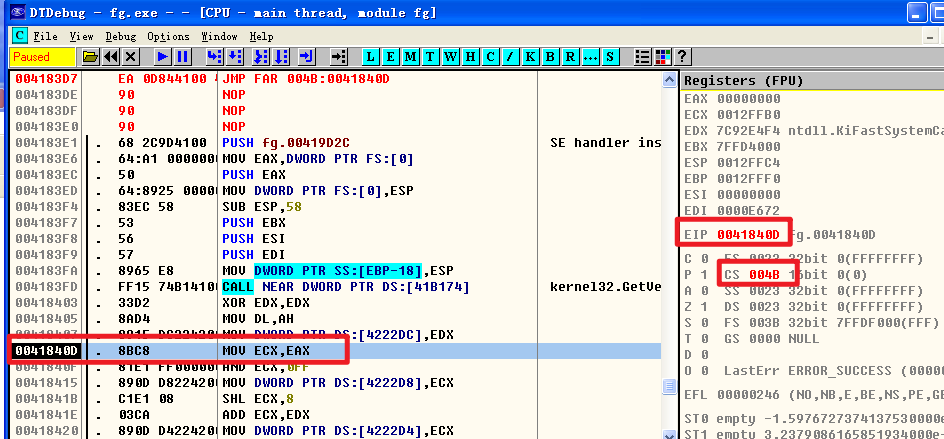 DTDebug - fg.exe - - [CPU - main thread, module fg]
C File View Debug Options Window Help
Paused L E M T W H C / K B R ... S ?
004183D7 EA 0D844100 JMP FAR 004B:0041840D
004183DE 90 NOP
004183DF 90 NOP
004183E0 90 NOP
004183E1 . 68 2C9D4100 PUSH fg.00419D2C SE handler ins
004183E6 . 64:A1 0000000 MOV EAX,DWORD PTR FS:[0]
004183EC . 50 PUSH EAX
004183ED . 64:8925 0000 MOV DWORD PTR FS:[0],ESP
004183F4 . 83EC 58 SUB ESP,58
004183F7 . 53 PUSH EBX
004183F8 . 56 PUSH ESI
004183F9 . 57 PUSH EDI
004183FA . 8965 E8 MOV DWORD PTR SS:[EBP-18],ESP
004183FD . FF15 74B14100 CALL NEAR DWORD PTR DS:[41B174] kernel32.GetVe
00418403 . 33D2 XOR EDX,EDX
00418405 . 8AD4 MOV DL,AH
MOV DWORD PTR DS:[4222DC],EDX
0041840D . 8BC8 MOV ECX,EAX
AND ECX,0FF
00418415 . 890D D8224200 MOV DWORD PTR DS:[4222D8],ECX
0041841B . C1E1 08 SHL ECX,8
0041841E . 03CA ADD ECX,EDX
00418420 . 890D D4224200 MOV DWORD PTR DS:[4222D4],ECX
Registers (FPU)
EAX 00000000
ECX 0012FFB0
EDX 7C92E4F4 ntdll.KiFastSystemCa
EBX 7FFD4000
ESP 0012FFC4
EBP 0012FFF0
ESI 00000000
EDI 0000E672
EIP 0041840D fg.0041840D
C 0 ES 0023 32bit 0(FFFFFFFF)
P 1 CS 004B 16bit 0(0)
A 0 SS 0023 32bit 0(FFFFFFFF)
Z 1 DS 0023 32bit 0(FFFFFFFF)
S 0 FS 003B 32bit 7FFDF000(FFF)
T 0 GS 0000 NULL
D 0
O 0 LastErr ERROR_SUCCESS (00000
EFL 00000246 (NO,NB,E,BE,NS,PE,GE
ST0 empty -1.5976727374137530000e
ST1 empty 3.2379086165851934000e-